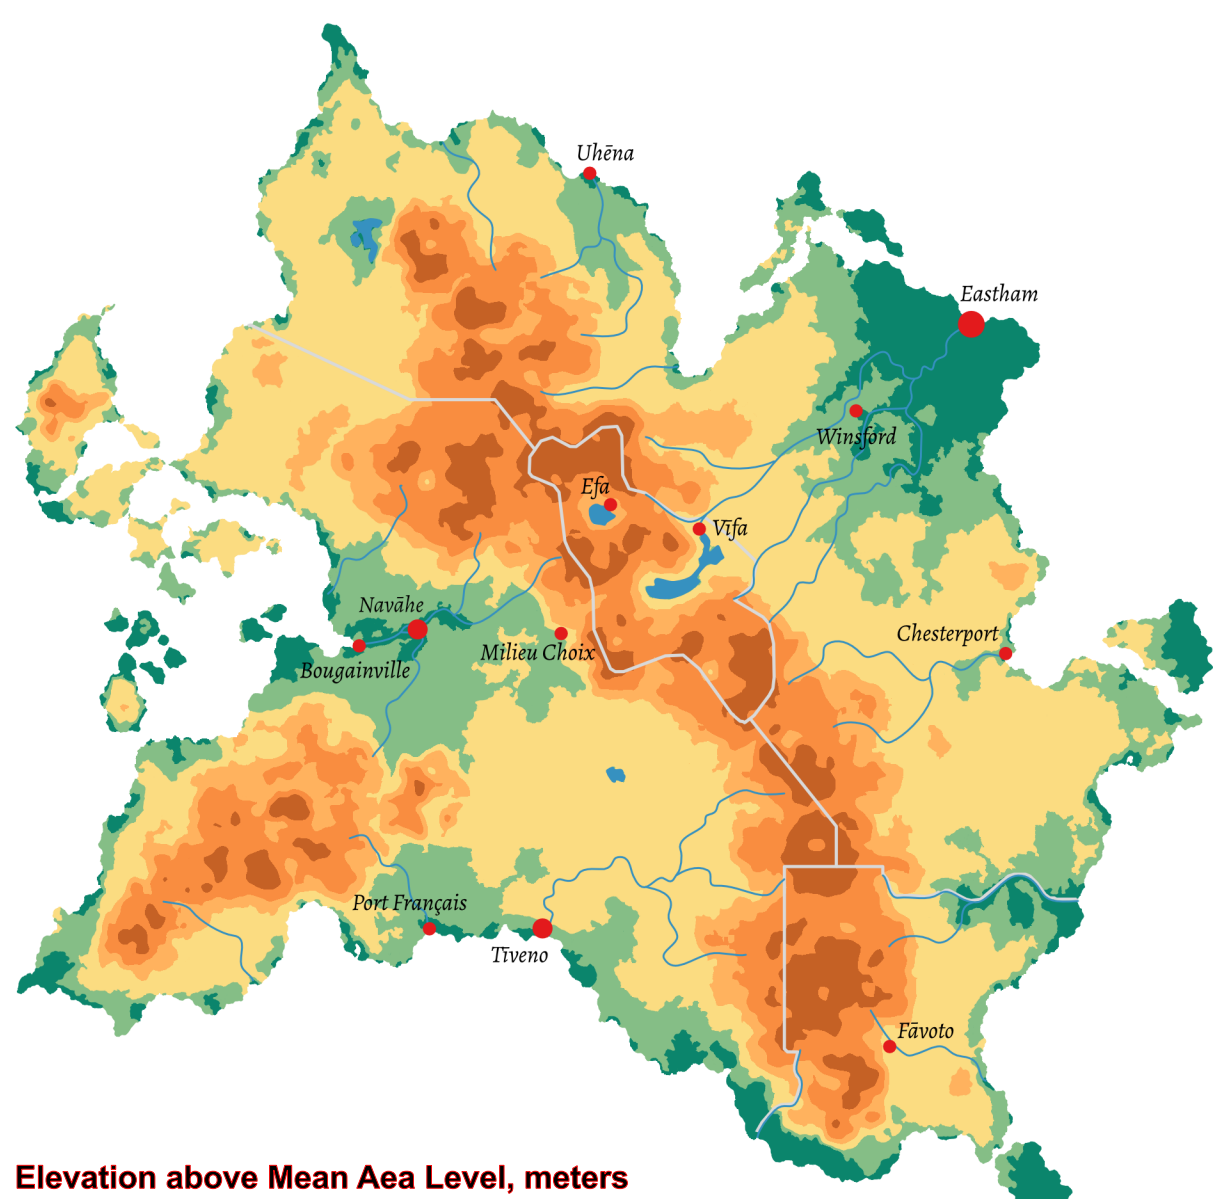 Uhēna
Eastham
Winsford
Efa
Vīfa
Navāhe
Chesterport
Milieu Choix
Bougainville
Port Français
Tīveno
Fāvoto
Elevation above Mean Aea Level, meters